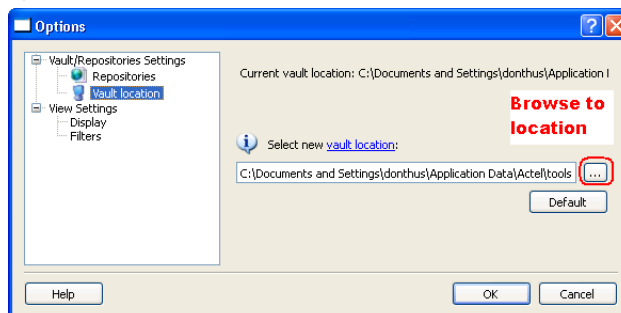 Options
Vault/Repositories Settings
Repositories
Vault location
View Settings
Display
Filters
Current vault location: C:\Documents and Settings\donthus\Application I
Browse to
location
Select new vault location:
C:\Documents and Settings\donthus\Application Data\Actel\tools
...
Default
Help
OK
Cancel